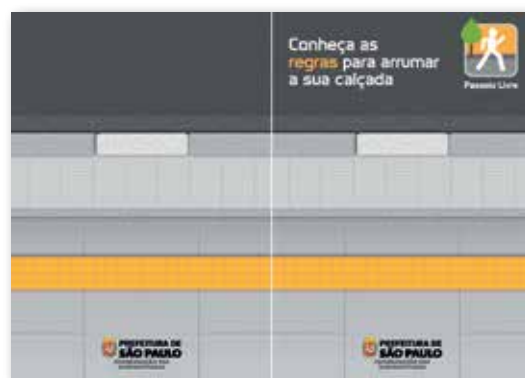 Conheça as
regras para arrumar
a sua calçada
Passeio Livre
PREFEITURA DE
SÃO PAULO
PREFEITURA DE
SÃO PAULO